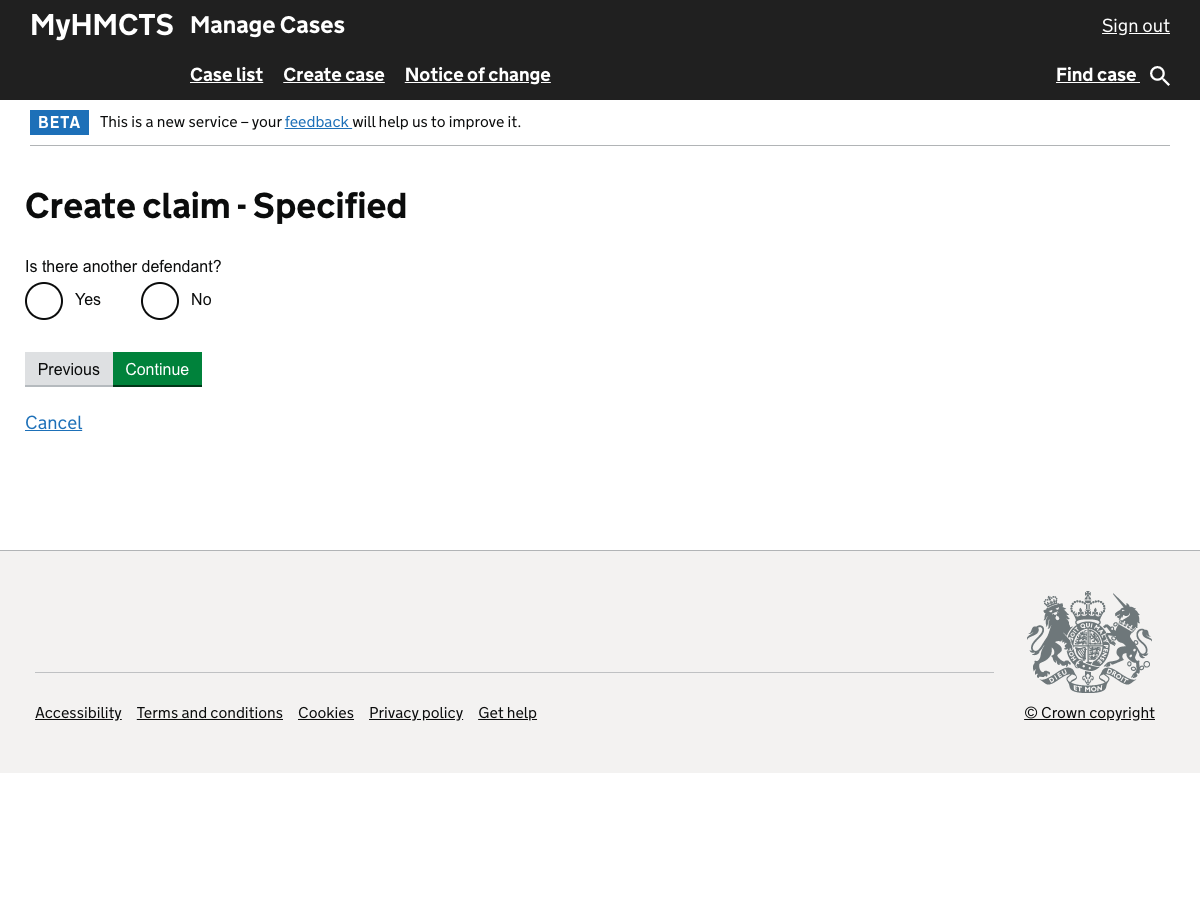 MyHMCTS Manage Cases Sign out
Case list Create case Notice of change Find case
BETA This is a new service – your feedback will help us to improve it.
Create claim - Specified
Is there another defendant?
Yes No
Previous Continue
Cancel
DIEU ET MON DROIT
Accessibility Terms and conditions Cookies Privacy policy Get help © Crown copyright